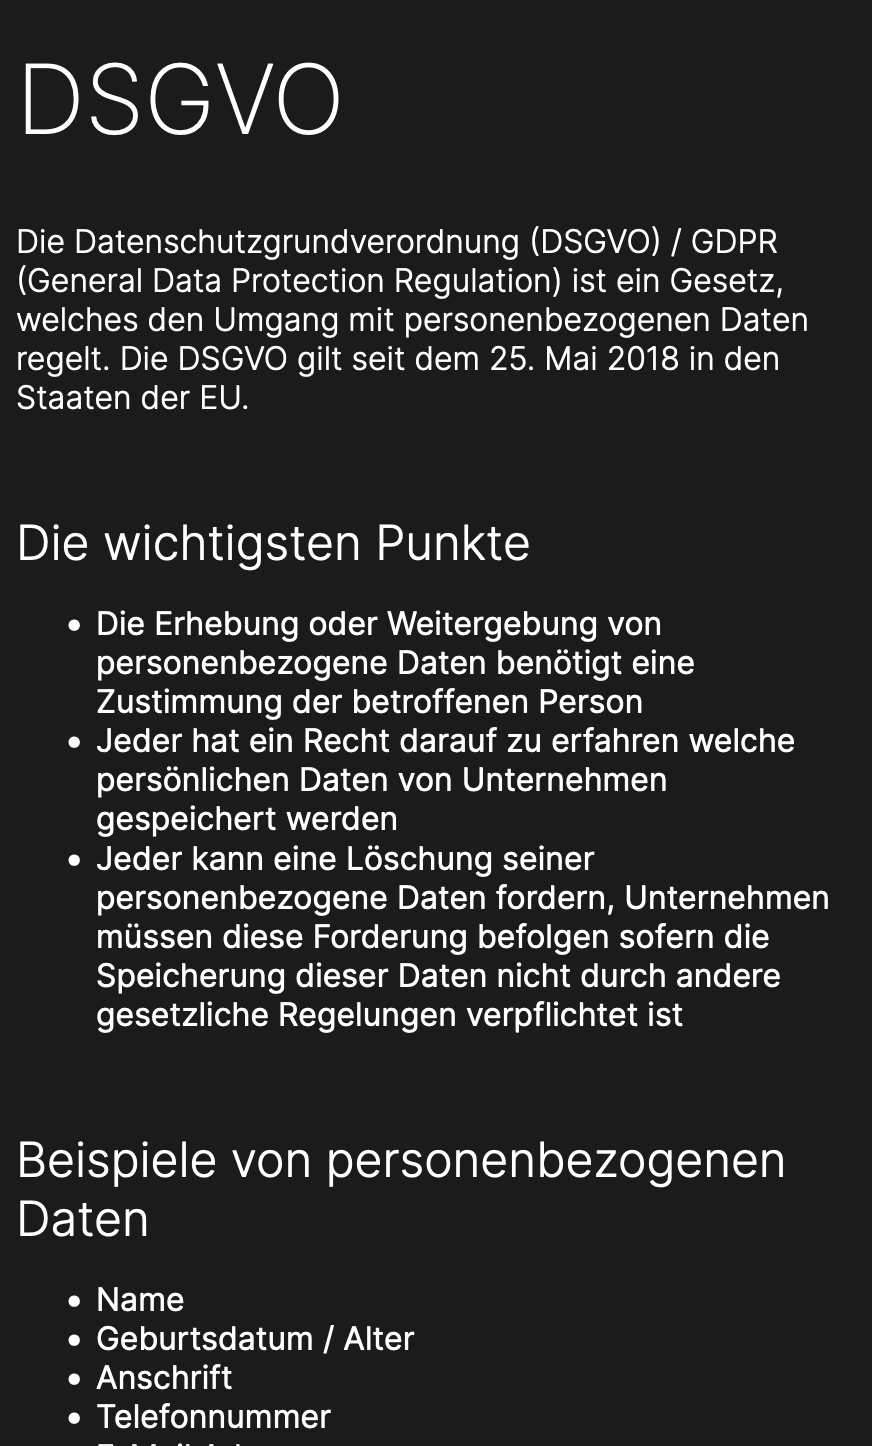 DSGVO
Die Datenschutzgrundverordnung (DSGVO) / GDPR
(General Data Protection Regulation) ist ein Gesetz,
welches den Umgang mit personenbezogenen Daten
regelt. Die DSGVO gilt seit dem 25. Mai 2018 in den
Staaten der EU.
Die wichtigsten Punkte
• Die Erhebung oder Weitergebung von
personenbezogene Daten benötigt eine
Zustimmung der betroffenen Person
• Jeder hat ein Recht darauf zu erfahren welche
persönlichen Daten von Unternehmen
gespeichert werden
• Jeder kann eine Löschung seiner
personenbezogene Daten fordern, Unternehmen
müssen diese Forderung befolgen sofern die
Speicherung dieser Daten nicht durch andere
gesetzliche Regelungen verpflichtet ist
Beispiele von personenbezogenen
Daten
• Name
• Geburtsdatum / Alter
• Anschrift
• Telefonnummer